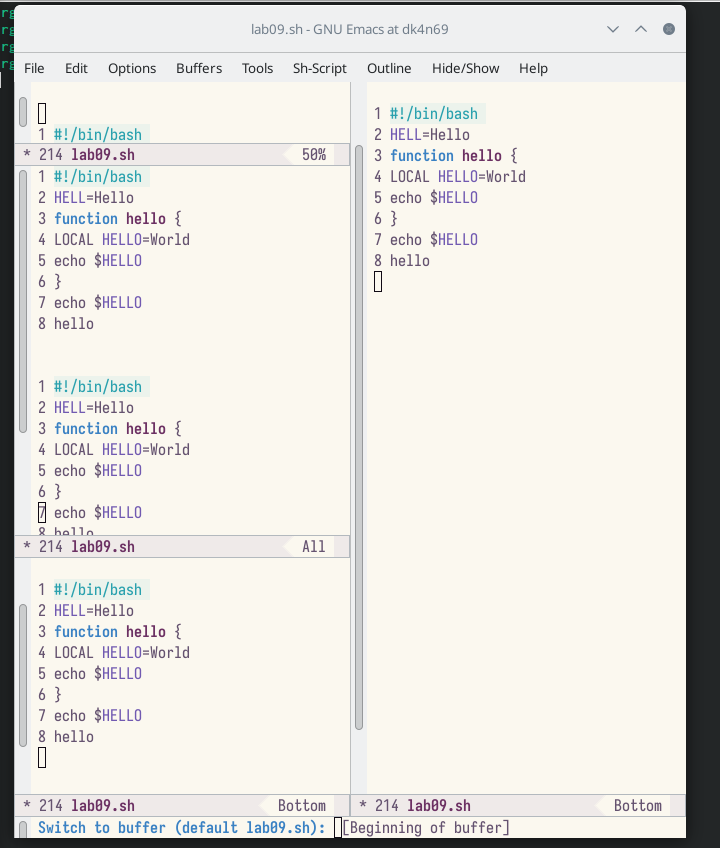 rg
rg
rg
rg
lab09.sh - GNU Emacs at dk4n69
File Edit Options Buffers Tools Sh-Script Outline Hide/Show Help
1 #!/bin/bash
* 214 lab09.sh 50%
1 #!/bin/bash
2 HELL=Hello
3 function hello {
4 LOCAL HELLO=World
5 echo $HELLO
6 }
7 echo $HELLO
8 hello
1 #!/bin/bash
2 HELL=Hello
3 function hello {
4 LOCAL HELLO=World
5 echo $HELLO
6 }
7 echo $HELLO
8 hello
* 214 lab09.sh All
1 #!/bin/bash
2 HELL=Hello
3 function hello {
4 LOCAL HELLO=World
5 echo $HELLO
6 }
7 echo $HELLO
8 hello
* 214 lab09.sh Bottom
1 #!/bin/bash
2 HELL=Hello
3 function hello {
4 LOCAL HELLO=World
5 echo $HELLO
6 }
7 echo $HELLO
8 hello
* 214 lab09.sh Bottom
Switch to buffer (default lab09.sh): [Beginning of buffer]